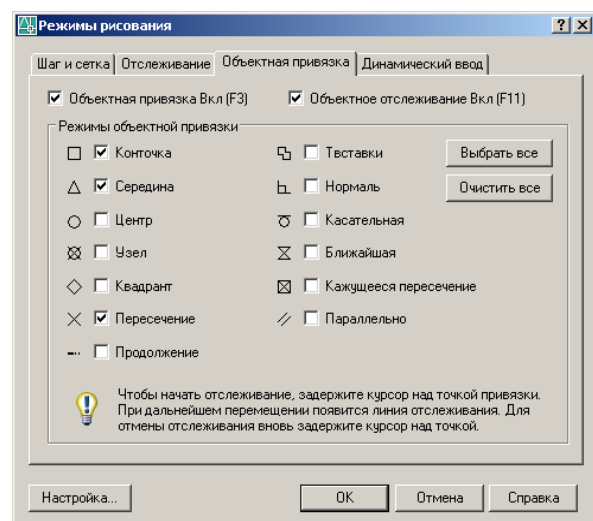 Режимы рисования
Шаг и сетка Отслеживание Объектная привязка Динамический ввод
Объектная привязка Вкл (F3) Объектное отслеживание Вкл (F11)
Режимы объектной привязки
Конточка Твставки Выбрать все
Середина Нормаль Очистить все
Центр Касательная
Узел Ближайшая
Квадрант Кажущееся пересечение
Пересечение Параллельно
Продолжение
Чтобы начать отслеживание, задержите курсор над точкой привязки.
При дальнейшем перемещении появится линия отслеживания. Для
отмены отслеживания вновь задержите курсор над точкой.
Настройка... OK Отмена Справка